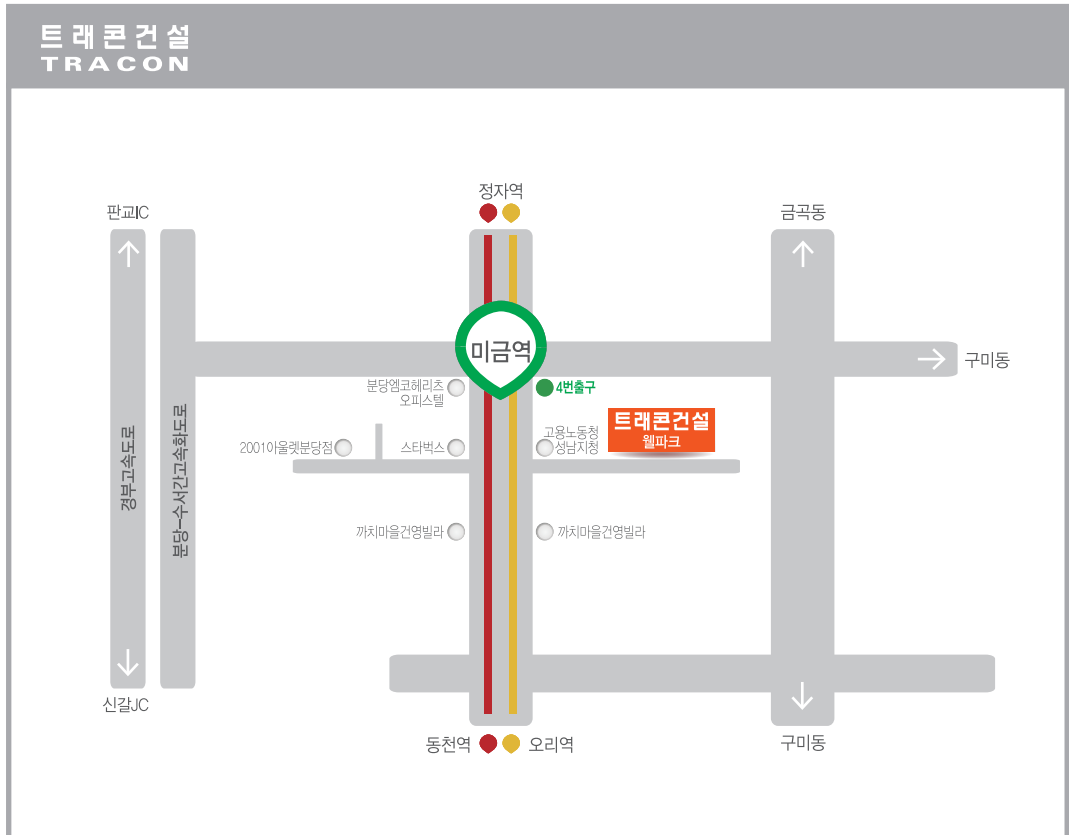 트래콘건설
TRACON
정자역
판교IC
금곡동
미금역
구미동
분당엠코헤리츠
오피스텔
4번출구
트래콘건설
웰파크
고용노동청
성남지청
20010아울렛분당점
스타벅스
경부고속도로
분당-수서간고속화도로
까치마을건영빌라
까치마을건영빌라
신갈JC
동천역
오리역
구미동